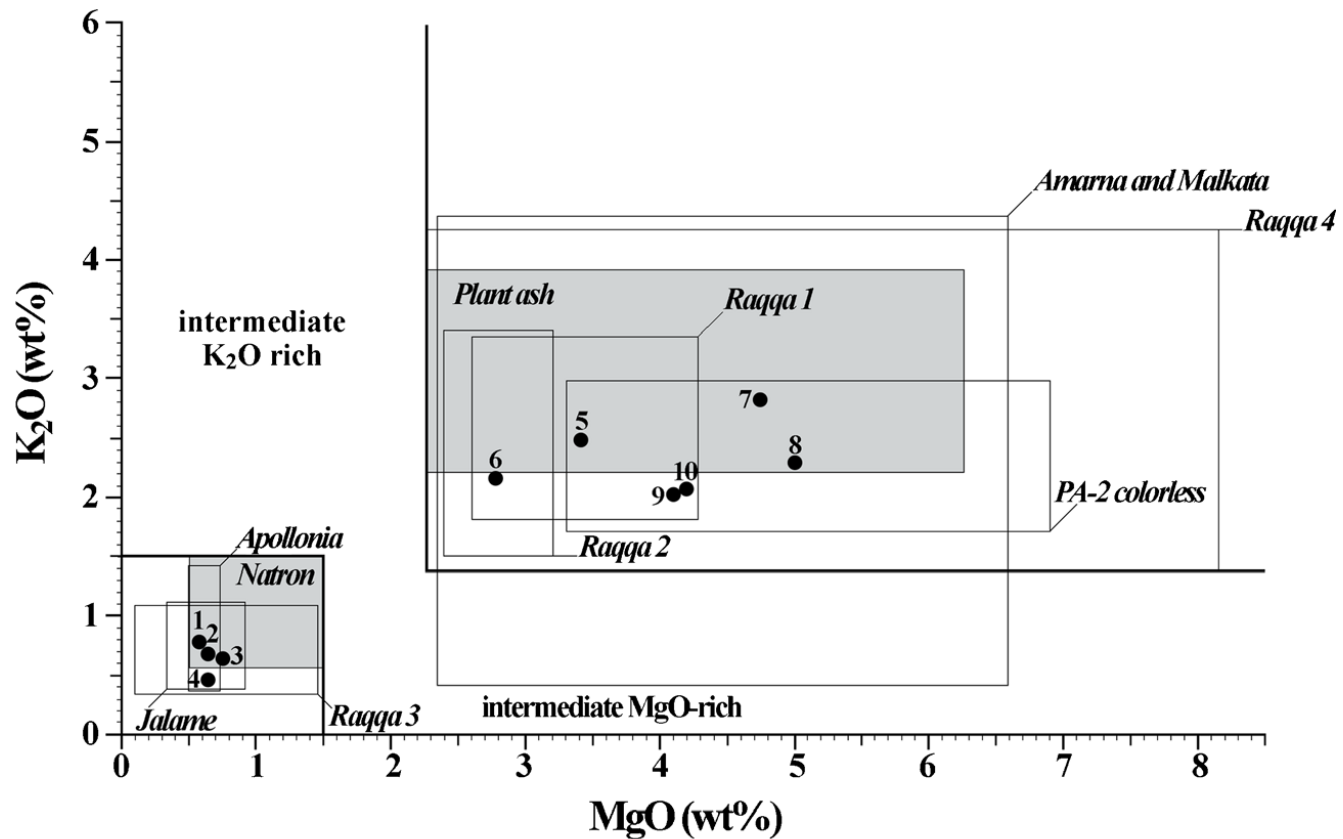 6
5
4
3
2
1
0
K₂O (wt%)
0 1 2 3 4 5 6 7 8
MgO (wt%)
Amarna and Malkata
Raqqa 4
Plant ash
Raqqa 1
intermediate
K₂O rich
7
5
8
6
10
9
PA-2 colorless
Raqqa 2
Apollonia
Natron
1
2
3
4
Jalame
Raqqa 3
intermediate MgO-rich